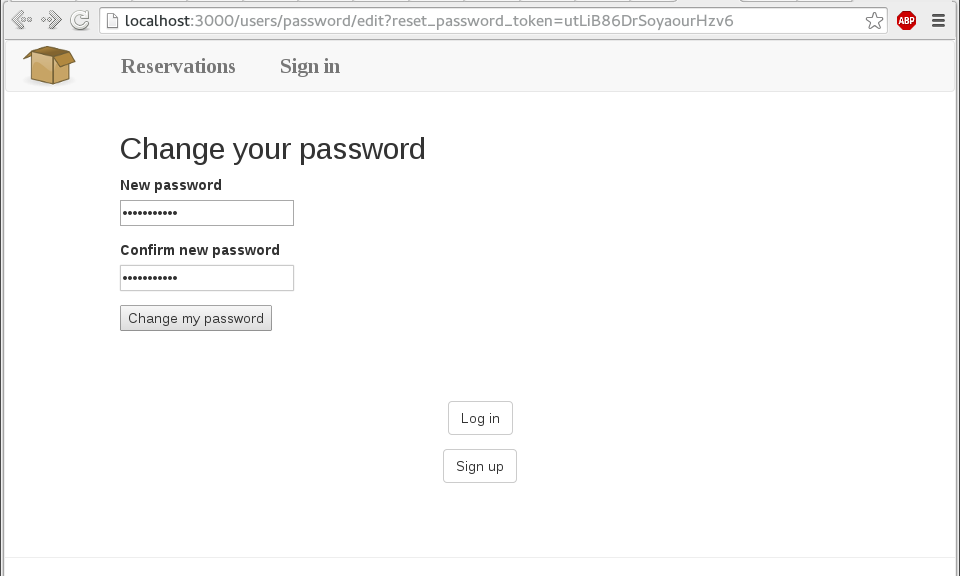 localhost:3000/users/password/edit?reset_password_token=utLiB86DrSoyaourHzv6
ABP
Reservations Sign in
Change your password
New password
•••••••••••
Confirm new password
•••••••••••
Change my password
Log in
Sign up